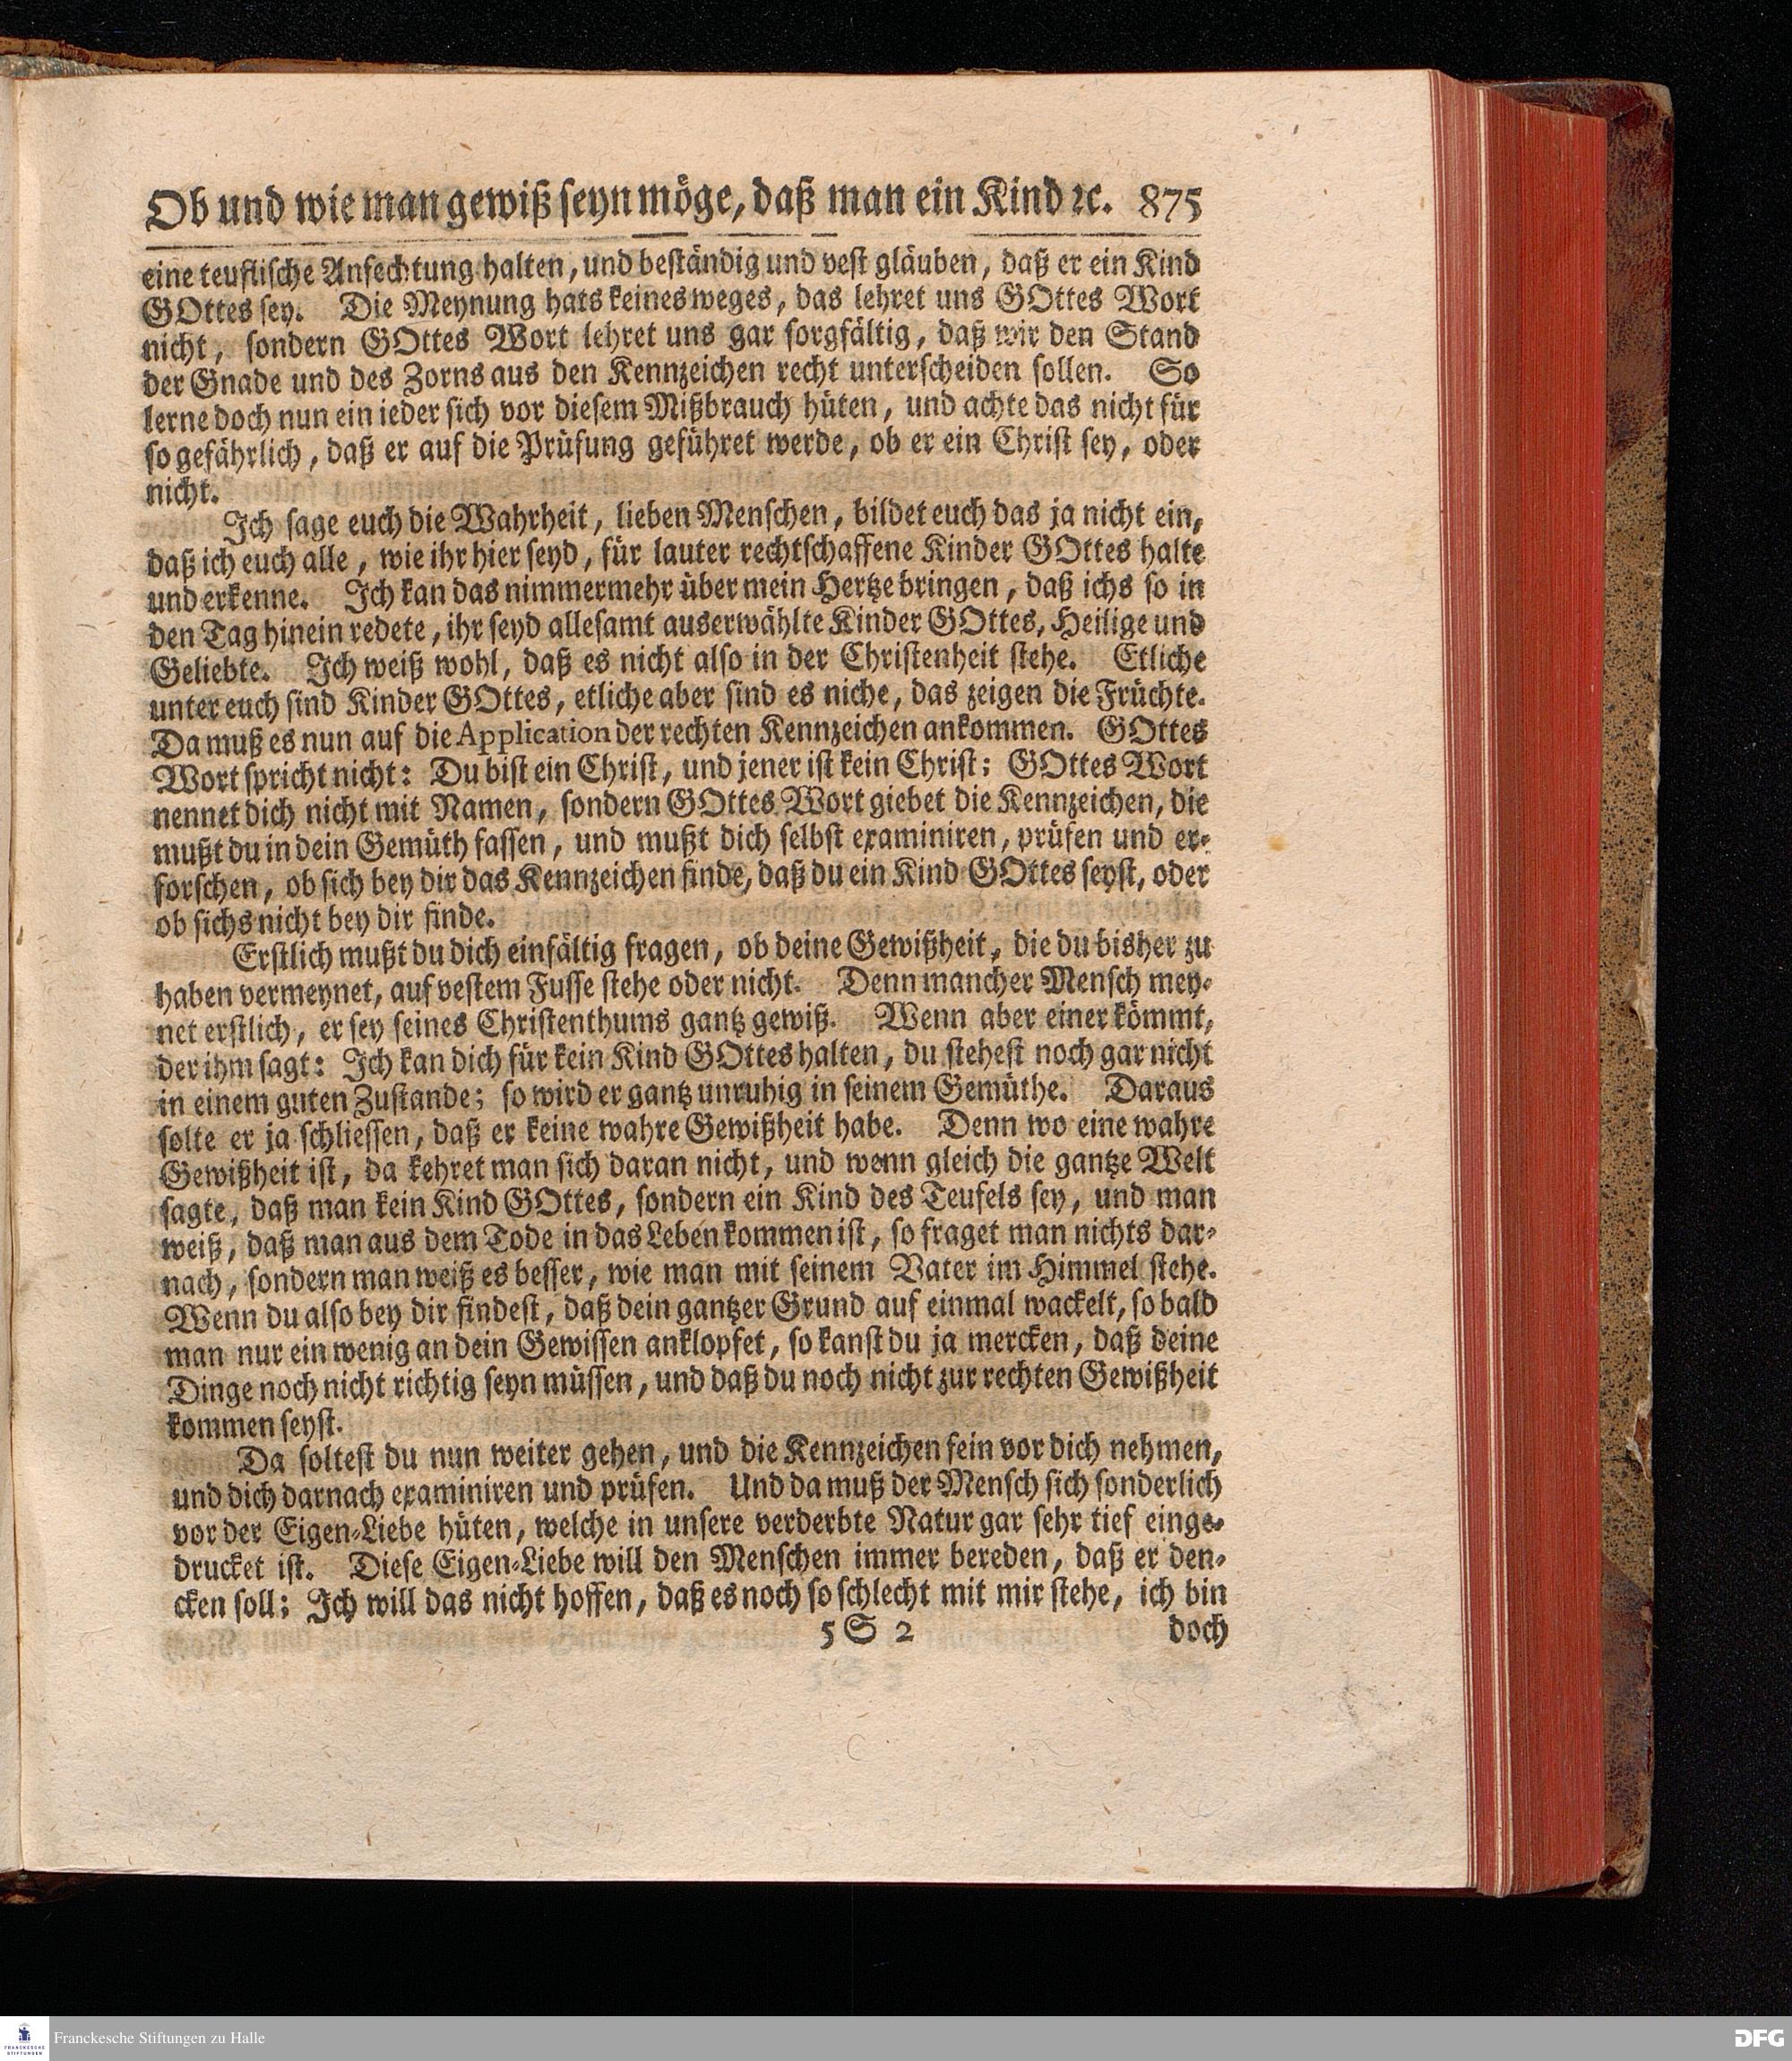 Ob und wie man gewiß seyn möge, daß man ein Kind ꝛc. 875
eine teuflische Anfechtung halten, und beständig und vest gläuben, daß er ein Kind
GOttes sey. Die Meynung hats keinesweges, das lehret uns GOttes Wort
nicht, sondern GOttes Wort lehret uns gar sorgfältig, daß wir den Stand
der Gnade und des Zorns aus den Kennzeichen recht unterscheiden sollen. So
lerne doch nun ein ieder sich vor diesem Mißbrauch hüten, und achte das nicht für
so gefährlich, daß er auf die Prüfung geführet werde, ob er ein Christ sey, oder
nicht.
Ich sage euch die Wahrheit, lieben Menschen, bildet euch das ja nicht ein,
daß ich euch alle, wie ihr hier seyd, für lauter rechtschaffene Kinder GOttes halte
und erkenne. Ich kan das nimmermehr über mein Hertze bringen, daß ichs so in
den Tag hinein redete, ihr seyd allesamt auserwählte Kinder GOttes, Heilige und
Geliebte. Ich weiß wohl, daß es nicht also in der Christenheit stehe. Etliche
unter euch sind Kinder GOttes, etliche aber sind es niche, das zeigen die Früchte.
Da muß es nun auf die Application der rechten Kennzeichen ankommen. GOttes
Wort spricht nicht: Du bist ein Christ, und jener ist kein Christ; GOttes Wort
nennet dich nicht mit Namen, sondern GOttes Wort giebet die Kennzeichen, die
mußt du in dein Gemüth fassen, und mußt dich selbst examiniren, prüfen und er-
forschen, ob sich bey dir das Kennzeichen finde, daß du ein Kind GOttes seyst, oder
ob sichs nicht bey dir finde.
Erstlich mußt du dich einfältig fragen, ob deine Gewißheit, die du bisher zu
haben vermeynet, auf vestem Fusse stehe oder nicht. Denn mancher Mensch mey-
net erstlich, er sey seines Christenthums gantz gewiß. Wenn aber einer kömmt,
der ihm sagt: Ich kan dich für kein Kind GOttes halten, du stehest noch gar nicht
in einem guten Zustande; so wird er gantz unruhig in seinem Gemüthe. Daraus
solte er ja schliessen, daß er keine wahre Gewißheit habe. Denn wo eine wahre
Gewißheit ist, da kehret man sich daran nicht, und wenn gleich die gantze Welt
sagte, daß man kein Kind GOttes, sondern ein Kind des Teufels sey, und man
weiß, daß man aus dem Tode in das Leben kommen ist, so fraget man nichts dar-
nach, sondern man weiß es besser, wie man mit seinem Vater im Himmel stehe.
Wenn du also bey dir findest, daß dein gantzer Grund auf einmal wackelt, so bald
man nur ein wenig an dein Gewissen anklopfet, so kanst du ja mercken, daß deine
Dinge noch nicht richtig seyn müssen, und daß du noch nicht zur rechten Gewißheit
kommen seyst.
Da soltest du nun weiter gehen, und die Kennzeichen fein vor dich nehmen,
und dich darnach examiniren und prüfen. Und da muß der Mensch sich sonderlich
vor der Eigen-Liebe hüten, welche in unsere verderbte Natur gar sehr tief einge-
drucket ist. Diese Eigen-Liebe will den Menschen immer bereden, daß er den-
cken soll: Ich will das nicht hoffen, daß es noch so schlecht mit mir stehe, ich bin
5 S 2 doch
FRANCKESCHE STIFTUNGEN
Franckesche Stiftungen zu Halle
DFG